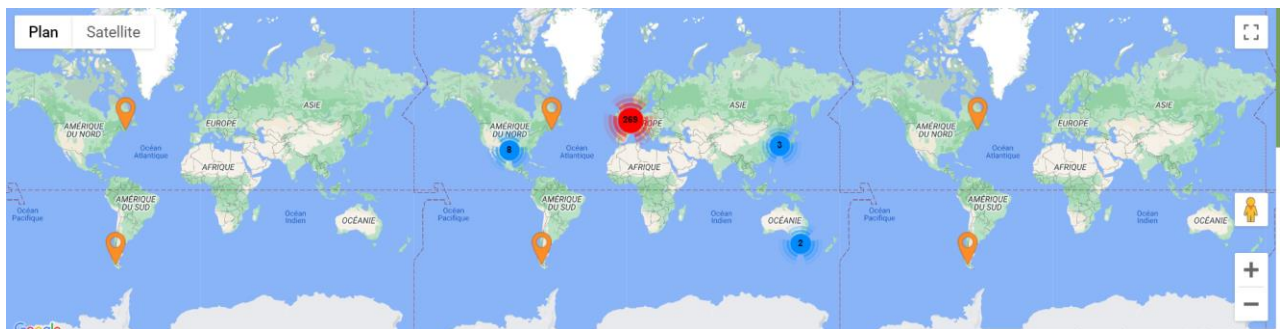 Plan Satellite
ASIE
AMÉRIQUE
DU NORD
EUROPE
Océan
Atlantique
AFRIQUE
AMÉRIQUE
DU SUD
Océan
Pacifique
Océan
Indien
OCÉANIE
ASIE
AMÉRIQUE
DU NORD
265
8
3
Océan
Atlantique
AFRIQUE
AMÉRIQUE
DU SUD
Océan
Pacifique
Océan
Indien
OCÉANIE
2
ASIE
AMÉRIQUE
DU NORD
EUROPE
Océan
Atlantique
AFRIQUE
AMÉRIQUE
DU SUD
Océan
Pacifique
Océan
Indien
OCÉANIE
Google